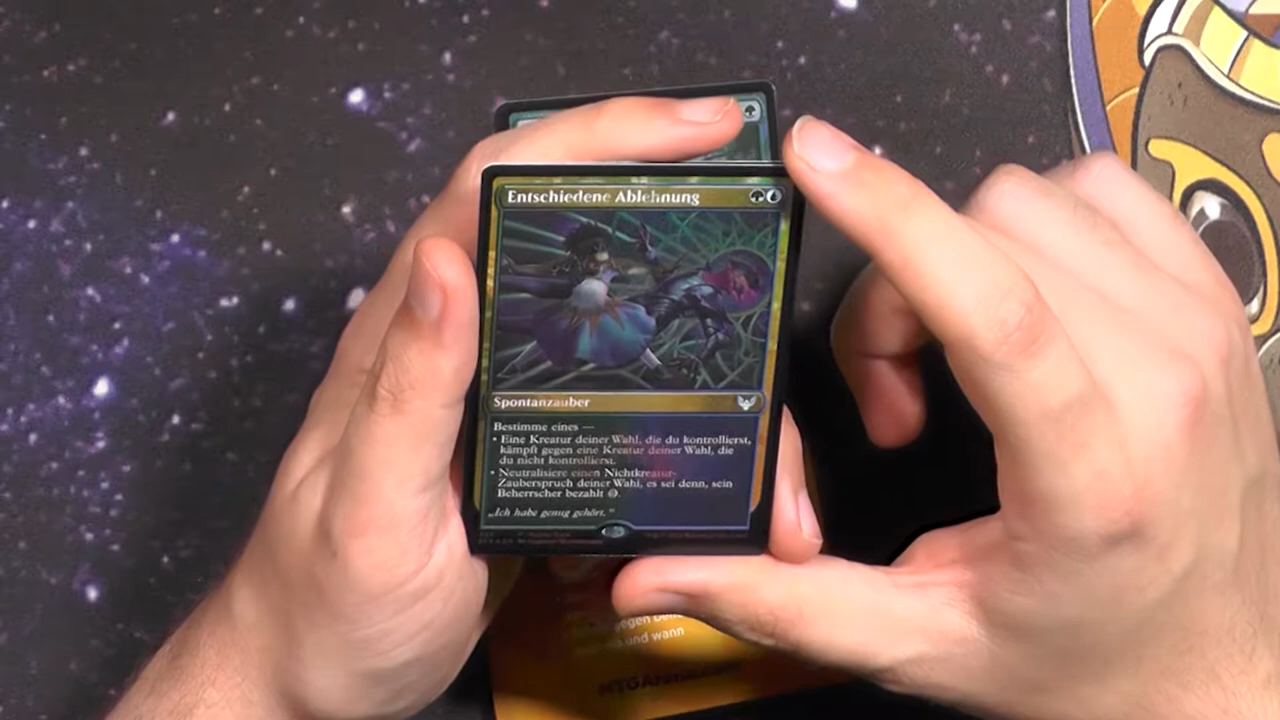 Entschiedene Ablehnung
Spontanzauber
Bestimme eines —
• Eine Kreatur deiner Wahl, die du kontrollierst,
kämpft gegen eine Kreatur deiner Wahl, die
du nicht kontrollierst.
• Neutralisiere einen Nichtkreatur-
Zauberspruch deiner Wahl, es sei denn, sein
Beherrscher bezahlt
„Ich habe genug gehört.“
gegen
und wann